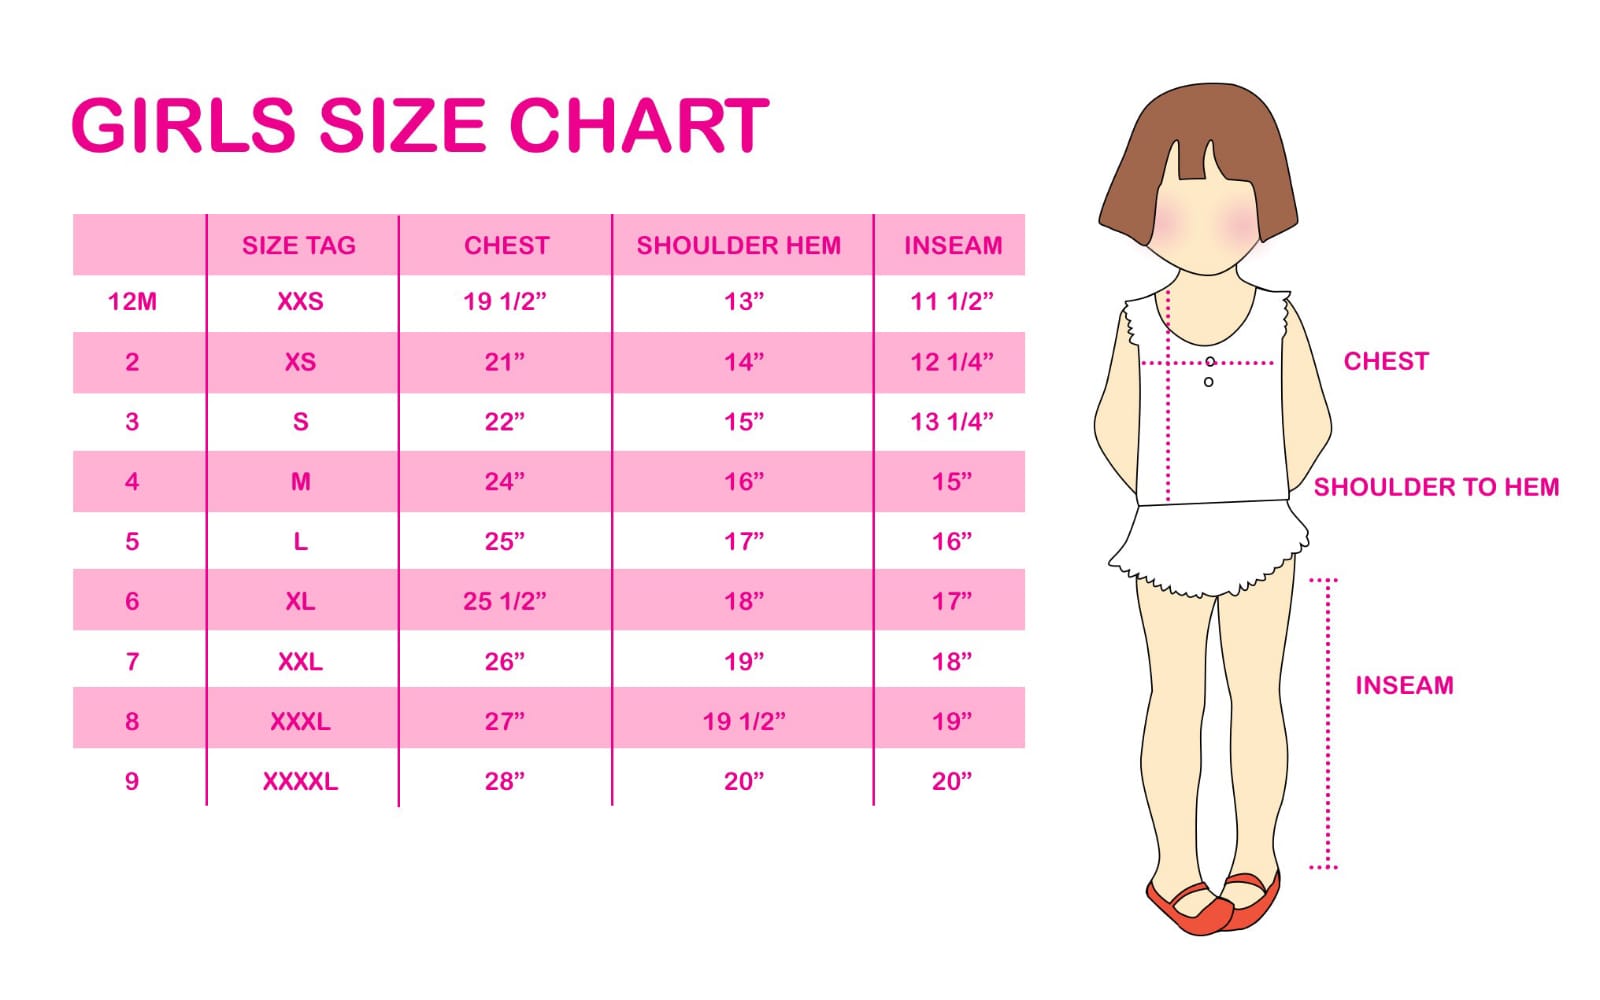 GIRLS SIZE CHART
SIZE TAG CHEST SHOULDER HEM INSEAM
12M XXS 19 1/2” 13” 11 1/2”
2 XS 21” 14” 12 1/4”
3 S 22” 15” 13 1/4”
4 M 24” 16” 15”
5 L 25” 17” 16”
6 XL 25 1/2” 18” 17”
7 XXL 26” 19” 18”
8 XXXL 27” 19 1/2” 19”
9 XXXXL 28” 20” 20”
CHEST
SHOULDER TO HEM
INSEAM